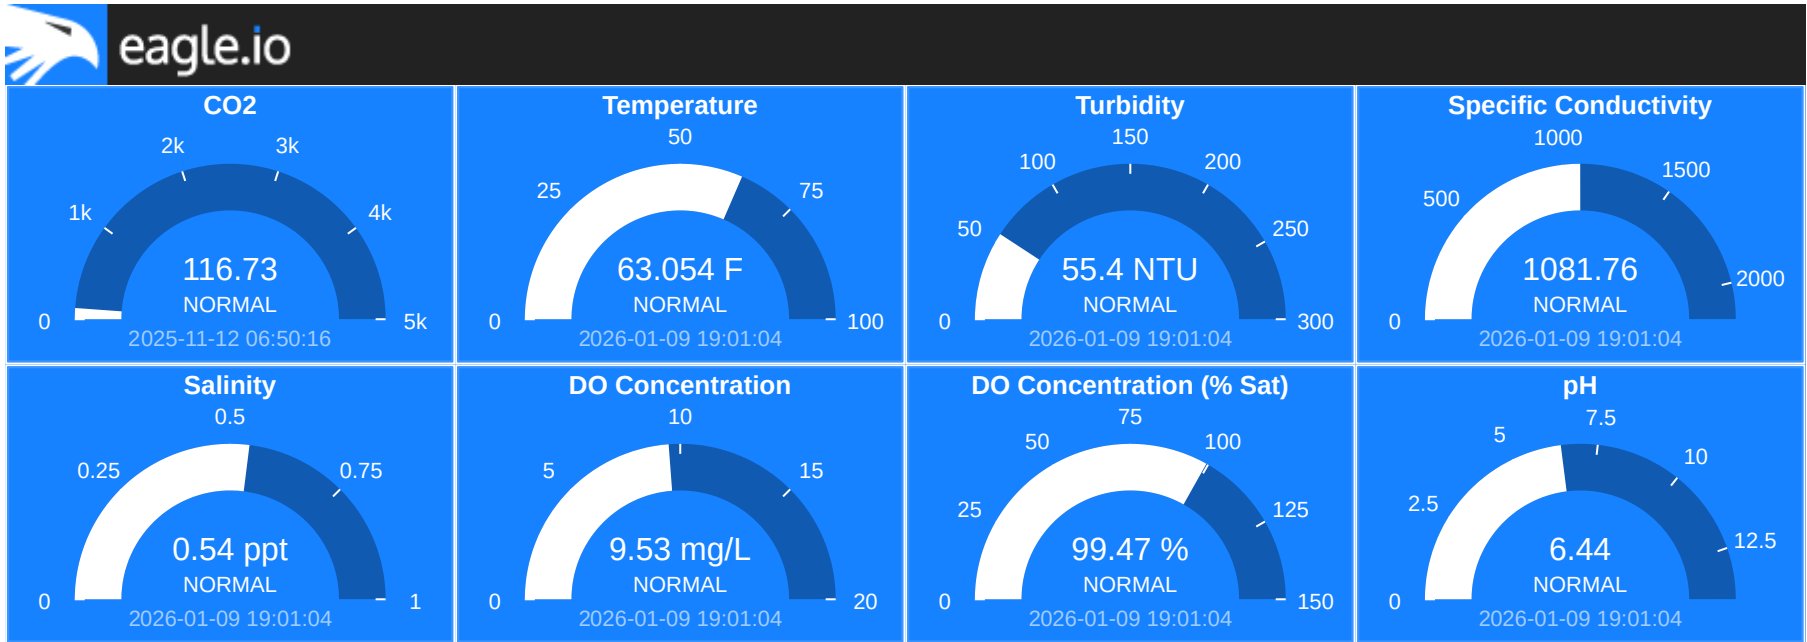 eagle.io
CO2
2k
3k
1k
4k
0
5k
116.73
NORMAL
2025-11-12 06:50:16
Temperature
50
25
75
0
100
63.054 F
NORMAL
2026-01-09 19:01:04
Turbidity
150
100
200
50
250
0
300
55.4 NTU
NORMAL
2026-01-09 19:01:04
Specific Conductivity
1000
1500
500
2000
0
1081.76
NORMAL
2026-01-09 19:01:04
Salinity
0.5
0.25
0.75
0
1
0.54 ppt
NORMAL
2026-01-09 19:01:04
DO Concentration
10
5
15
0
20
9.53 mg/L
NORMAL
2026-01-09 19:01:04
DO Concentration (% Sat)
75
50
100
25
125
0
150
99.47 %
NORMAL
2026-01-09 19:01:04
pH
7.5
5
10
2.5
12.5
0
6.44
NORMAL
2026-01-09 19:01:04